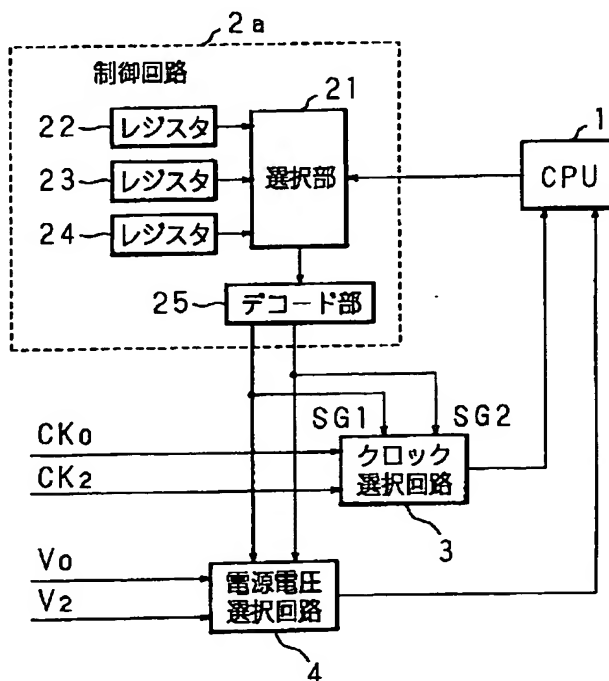 2a
制御回路
21
22
レジスタ
1
23
レジスタ
選択部
CPU
24
レジスタ
25
デコード部
SG1
SG2
CK0
クロック
選択回路
CK2
3
V0
電源電圧
選択回路
V2
4